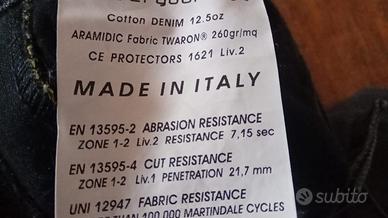 Cotton DENIM 12.5oz
ARAMIDIC Fabric TWARON® 260gr/mq
CE PROTECTORS 1621 Liv.2
MADE IN ITALY
EN 13595-2 ABRASION RESISTANCE
ZONE 1-2 Liv.2 RESISTANCE 7,15 sec
EN 13595-4 CUT RESISTANCE
ZONE 1-2 Liv.1 PENETRATION 21,7 mm
UNI 12947 FABRIC RESISTANCE
100.000 MARTINDALE CYCLES
subito